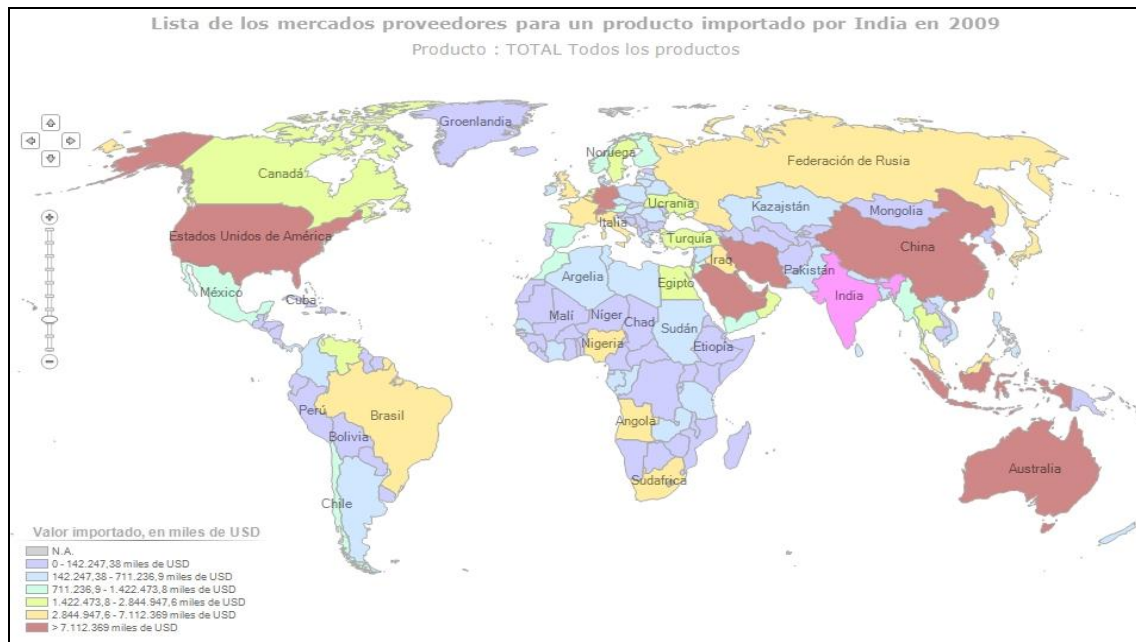 Lista de los mercados proveedores para un producto importado por India en 2009
Producto : TOTAL Todos los productos
Groenlandia
Noruega
Federación de Rusia
Canadá
Ucrania
Kazajstán
Mongolia
Italia
Estados Unidos de América
Turquía
China
Iraq
Argelia
Egipto
Pakistán
India
México
Cuba
Malí
Níger
Chad
Sudán
Nigeria
Etiopía
Perú
Brasil
Bolivia
Angola
Australia
Sudafrica
Chile
Valor importado, en miles de USD
N.A.
0 - 142.247,38 miles de USD
142.247,38 - 711.236,9 miles de USD
711.236,9 - 1.422.473,8 miles de USD
1.422.473,8 - 2.844.947,6 miles de USD
2.844.947,6 - 7.112.369 miles de USD
> 7.112.369 miles de USD